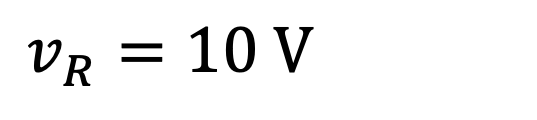 v_R = 10 V